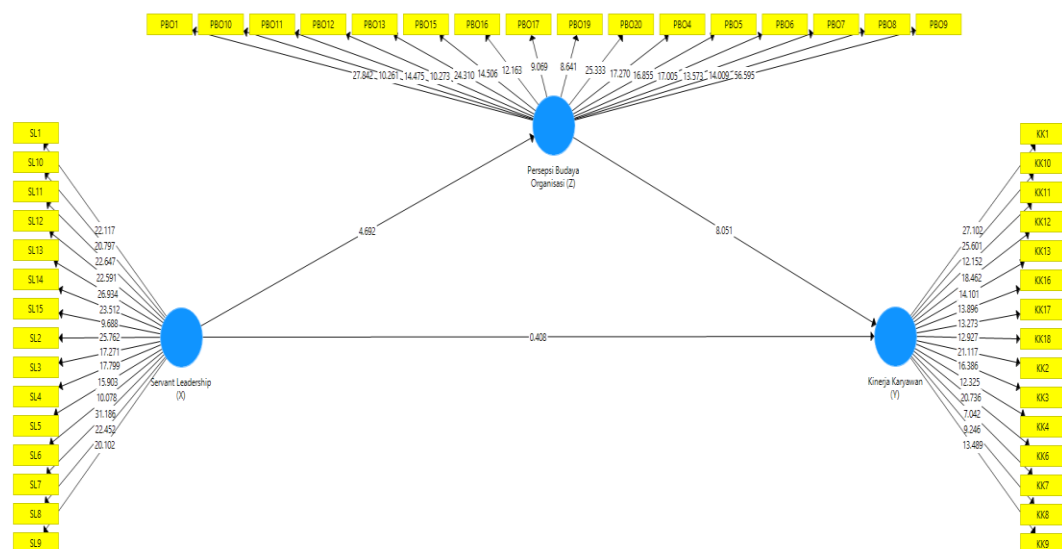 PBO1
PBO10
PBO11
PBO12
PBO13
PBO15
PBO16
PBO17
PBO19
PBO20
PBO4
PBO5
PBO6
PBO7
PBO8
PBO9
27.842
10.261
14.475
10.273
24.310
14.506
12.163
9.069
8.641
25.333
17.270
16.855
17.005
13.573
14.009
56.595
Persepsi Budaya
Organisasi (Z)
SL1
SL10
SL11
SL12
SL13
SL14
SL15
SL2
SL3
SL4
SL5
SL6
SL7
SL8
SL9
22.117
20.797
22.647
22.591
26.934
23.512
9.688
25.762
17.271
17.799
15.903
10.078
31.186
22.452
20.102
Servant Leadership
(X)
4.692
8.051
0.408
Kinerja Karyawan
(Y)
27.102
25.601
12.152
18.462
14.101
13.896
13.273
12.927
21.117
16.386
12.325
20.736
7.042
9.246
13.489
KK1
KK10
KK11
KK12
KK13
KK16
KK17
KK18
KK2
KK3
KK4
KK6
KK7
KK8
KK9